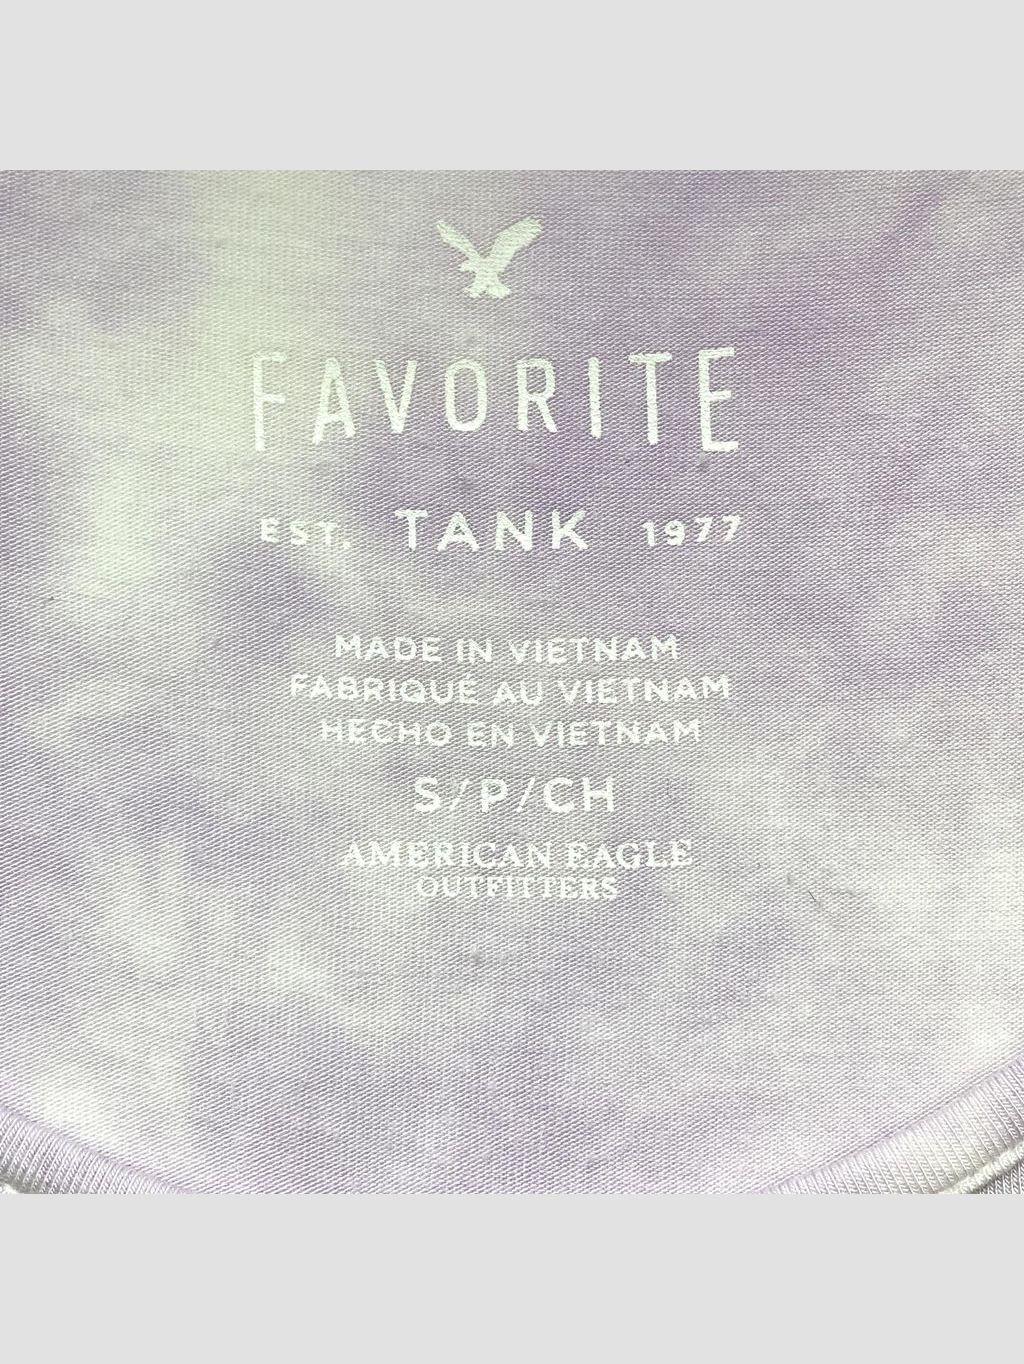 FAVORITE
EST. TANK 1977
MADE IN VIETNAM
FABRIQUÉ AU VIETNAM
HECHO EN VIETNAM
S/P/CH
AMERICAN EAGLE
OUTFITTERS